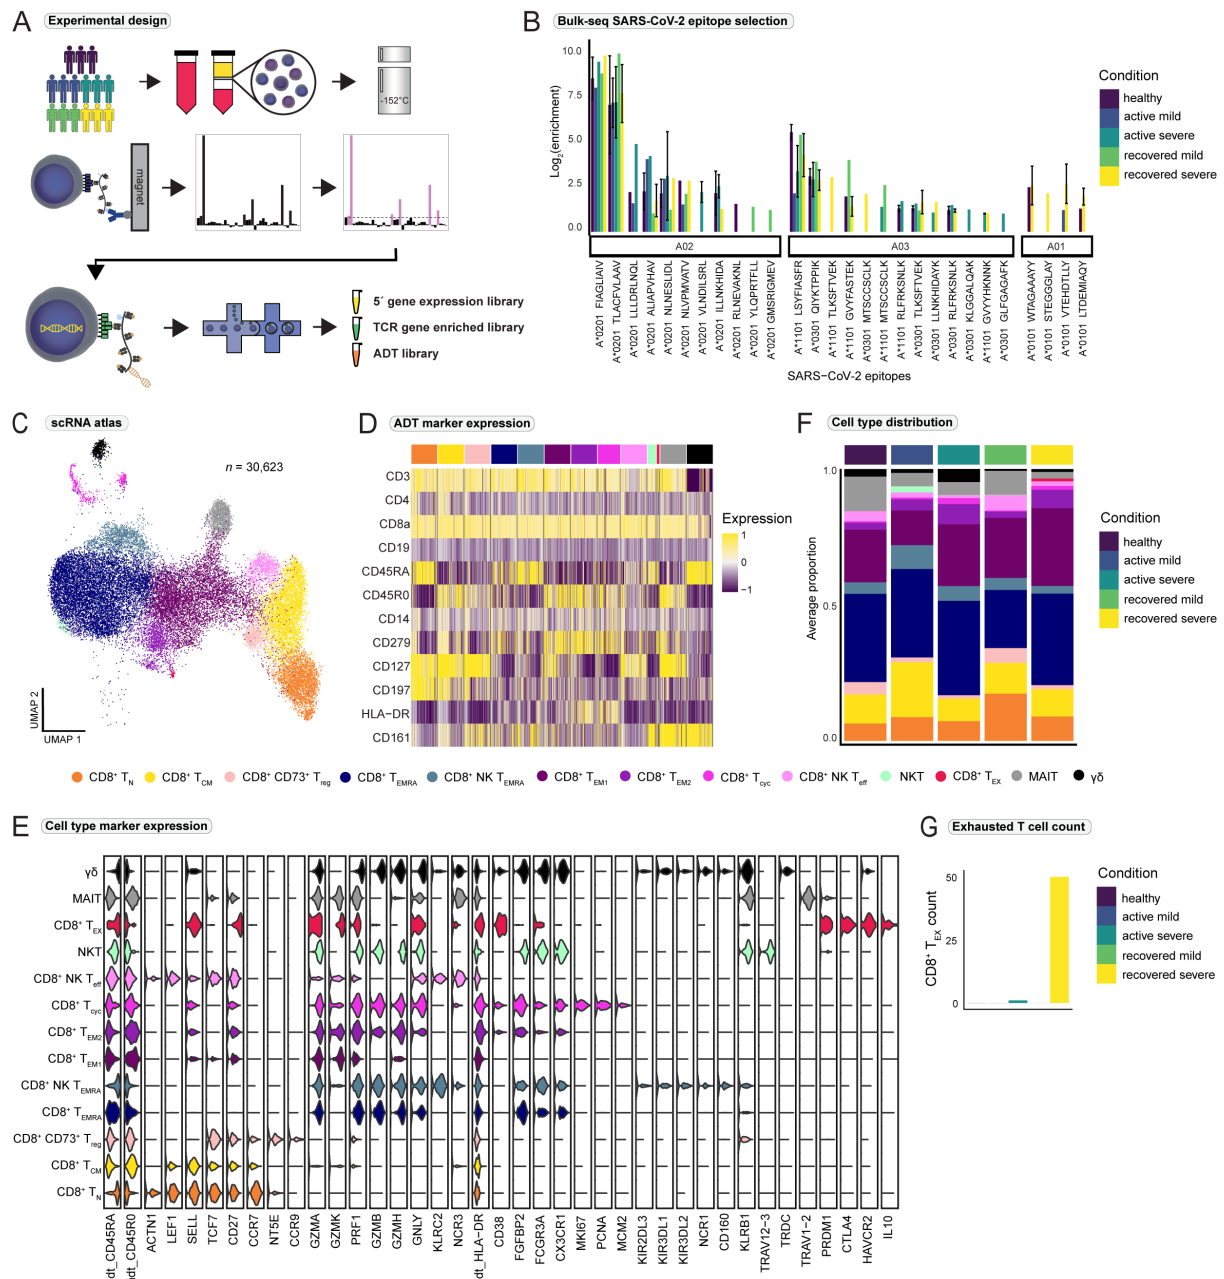 A Experimental design
-152°C
magnet
5´ gene expression library
TCR gene enriched library
ADT library
B Bulk-seq SARS-CoV-2 epitope selection
Log2(enrichment)
10.0
7.5
5.0
2.5
0.0
A02
A03
A01
A*0201 FIAGLIAIV
A*0201 TLACFVLAAV
A*0201 LLLDRLNQL
A*0201 ALIAPVHAV
A*0201 NLNESLIDL
A*0201 NLVPMVATV
A*0201 VLNDILSRL
A*0201 ILLNKHIDA
A*0201 RLNEVAKNL
A*0201 YLQPRTFLL
A*0201 GMSRIGMEV
A*1101 LSYFIASFR
A*0301 QIYKTPPIK
A*1101 TLKSFTVEK
A*1101 GVYFASTEK
A*0301 MTSCCSCLK
A*1101 MTSCCSCLK
A*1101 RLFRKSNLK
A*0301 TLKSFTVEK
A*0301 LLNKHIDAYK
A*0301 RLFRKSNLK
A*0301 KLGGALQAK
A*1101 GVYYHKNNK
A*0301 GLFGAGAFK
A*0101 WTAGAAAYY
A*0101 STEGGGLAY
A*0101 VTEHDTLLY
A*0101 LTDEMIAQY
SARS−CoV-2 epitopes
Condition
healthy
active mild
active severe
recovered mild
recovered severe
C scRNA atlas
n = 30,623
UMAP 2
UMAP 1
D ADT marker expression
CD3
CD4
CD8a
CD19
CD45RA
CD45R0
CD14
CD279
CD127
CD197
HLA−DR
CD161
Expression
1
−1
F Cell type distribution
Average proportion
1.0
0.5
0.0
Condition
healthy
active mild
active severe
recovered mild
recovered severe
CD8⁺ TN CD8⁺ TCM CD8⁺ CD73⁺ Treg CD8⁺ TEMRA CD8⁺ NK TEMRA CD8⁺ TEM1 CD8⁺ TEM2 CD8⁺ Tcyc CD8⁺ NK Teff NKT CD8⁺ TEX MAIT γδ
E Cell type marker expression
γδ
MAIT
CD8⁺ TEX
NKT
CD8⁺ NK Teff
CD8⁺ Tcyc
CD8⁺ TEM2
CD8⁺ TEM1
CD8⁺ NK TEMRA
CD8⁺ TEMRA
CD8⁺ CD73⁺ Treg
CD8⁺ TCM
CD8⁺ TN
dt_CD45RA
dt_CD45R0
ACTN1
LEF1
SELL
TCF7
CD27
CCR7
NT5E
CCR9
GZMA
GZMK
PRF1
GZMB
GZMH
GNLY
KLRC2
NCR3
dt_HLA−DR
CD38
FGFBP2
FCGR3A
CX3CR1
MKI67
PCNA
MCM2
KIR2DL3
KIR3DL1
KIR3DL2
NCR1
CD160
KLRB1
TRAV12−3
TRDC
TRAV1−2
PRDM1
CTLA4
HAVCR2
IL10
G Exhausted T cell count
CD8⁺ TEX count
50
25
0
Condition
healthy
active mild
active severe
recovered mild
recovered severe